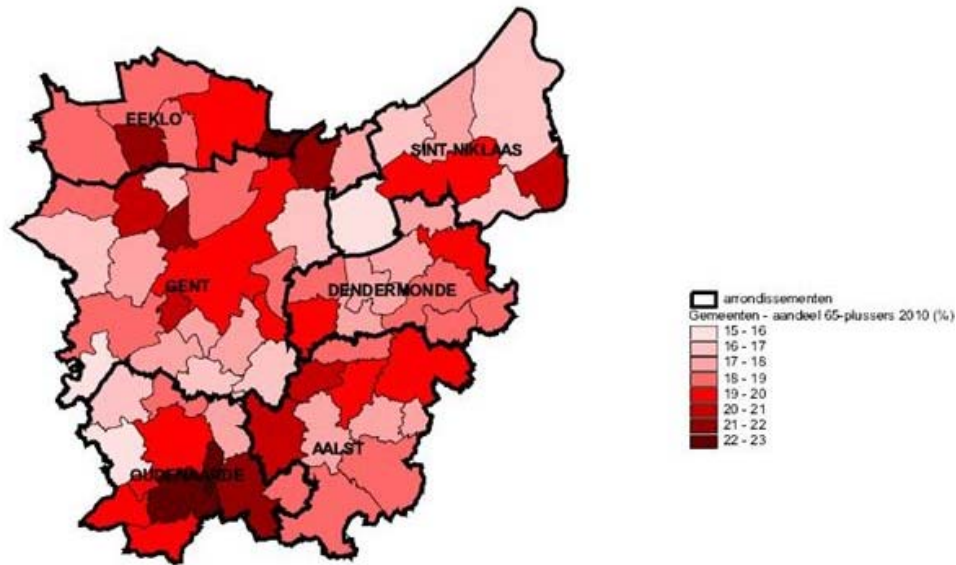 EEKLO
SINT-NIKLAAS
GENT
DENDERMONDE
AALST
OUDENAARDE
arrondissementen
Gemeenten - aandeel 65-plussers 2010 (%)
15 - 16
16 - 17
17 - 18
18 - 19
19 - 20
20 - 21
21 - 22
22 - 23